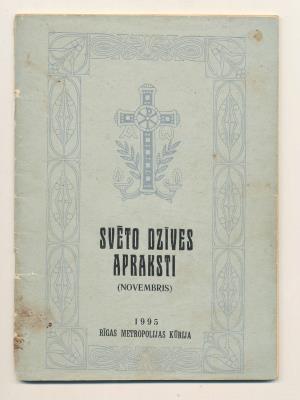 Α Ω
SVĒTO DZĪVES
APRAKSTI
(NOVEMBRIS)
1995
RĪGAS METROPOLIJAS KŪRIJA